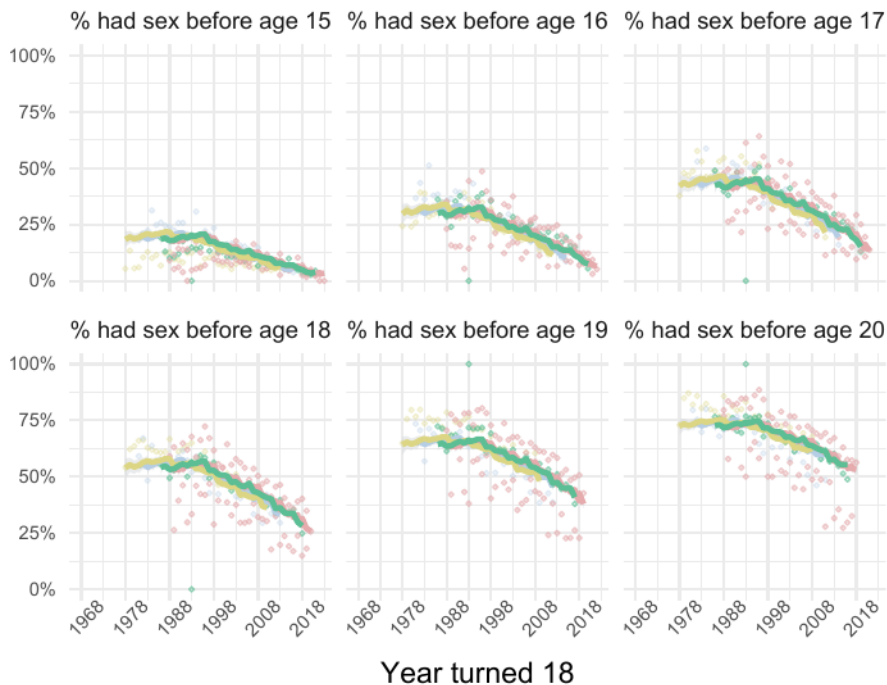 % had sex before age 15 % had sex before age 16 % had sex before age 17
100%
75%
50%
25%
0%
% had sex before age 18 % had sex before age 19 % had sex before age 20
100%
75%
50%
25%
0%
1968 1978 1988 1998 2008 2018 1968 1978 1988 1998 2008 2018 1968 1978 1988 1998 2008 2018
Year turned 18